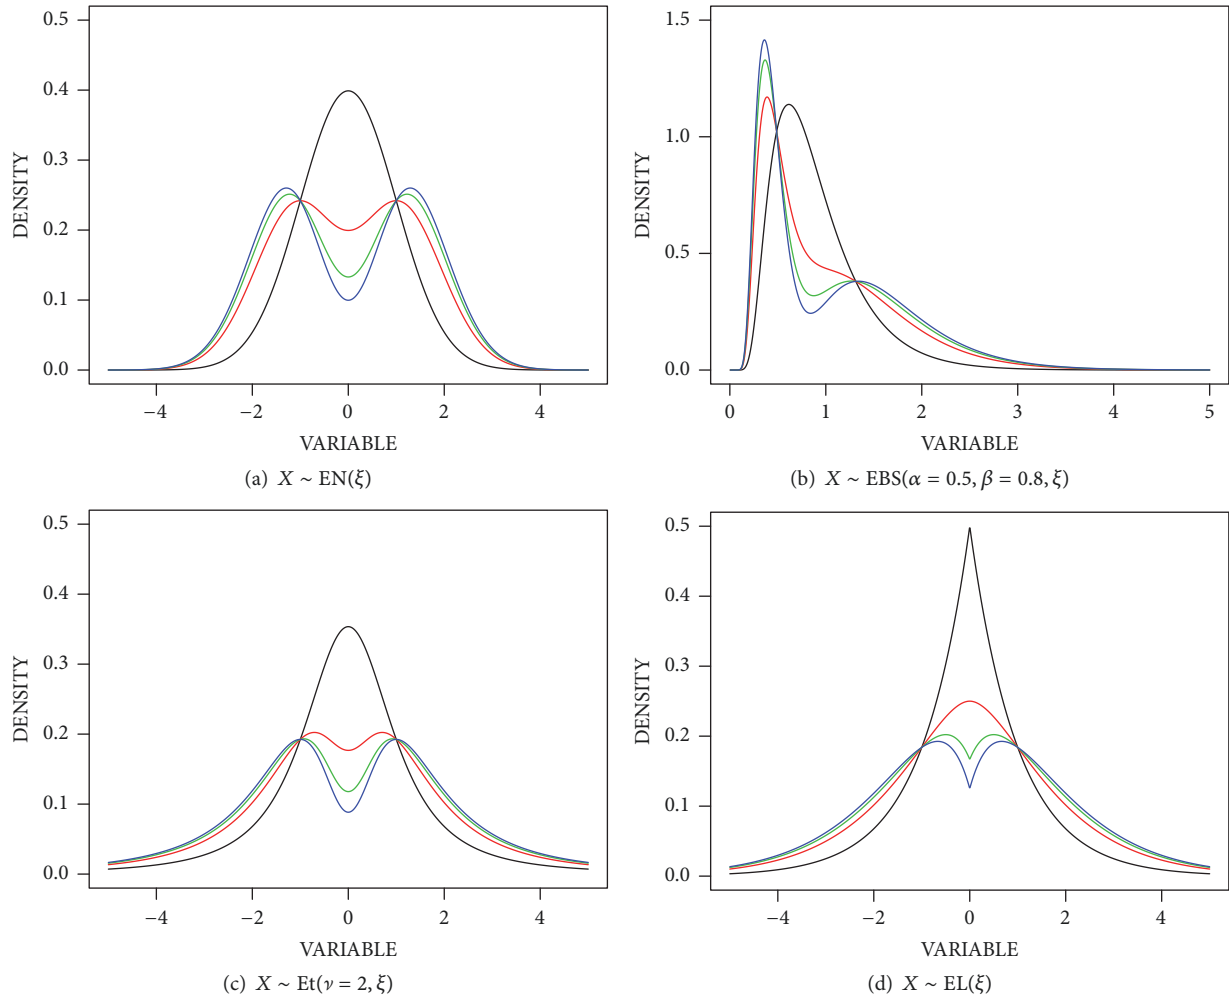 0.5
0.4
0.3
0.2
0.1
0.0
DENSITY
−4 −2 0 2 4
VARIABLE
(a) X ∼ EN(ξ)
1.5
1.0
0.5
0.0
DENSITY
0 1 2 3 4 5
VARIABLE
(b) X ∼ EBS(α = 0.5, β = 0.8, ξ)
0.5
0.4
0.3
0.2
0.1
0.0
DENSITY
−4 −2 0 2 4
VARIABLE
(c) X ∼ Et(ν = 2, ξ)
0.5
0.4
0.3
0.2
0.1
0.0
DENSITY
−4 −2 0 2 4
VARIABLE
(d) X ∼ EL(ξ)